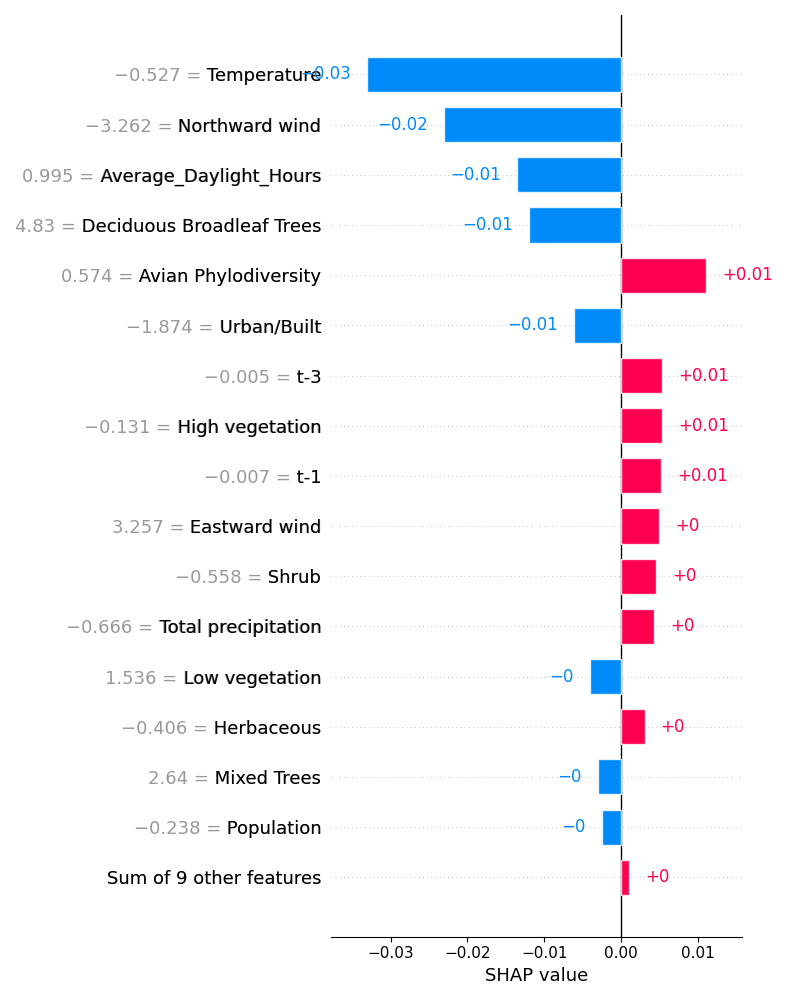 −0.527 = Temperature −0.03
−3.262 = Northward wind −0.02
0.995 = Average_Daylight_Hours −0.01
4.83 = Deciduous Broadleaf Trees −0.01
0.574 = Avian Phylodiversity +0.01
−1.874 = Urban/Built −0.01
−0.005 = t-3 +0.01
−0.131 = High vegetation +0.01
−0.007 = t-1 +0.01
3.257 = Eastward wind +0
−0.558 = Shrub +0
−0.666 = Total precipitation +0
1.536 = Low vegetation −0
−0.406 = Herbaceous +0
2.64 = Mixed Trees −0
−0.238 = Population −0
Sum of 9 other features +0
−0.03 −0.02 −0.01 0.00 0.01
SHAP value